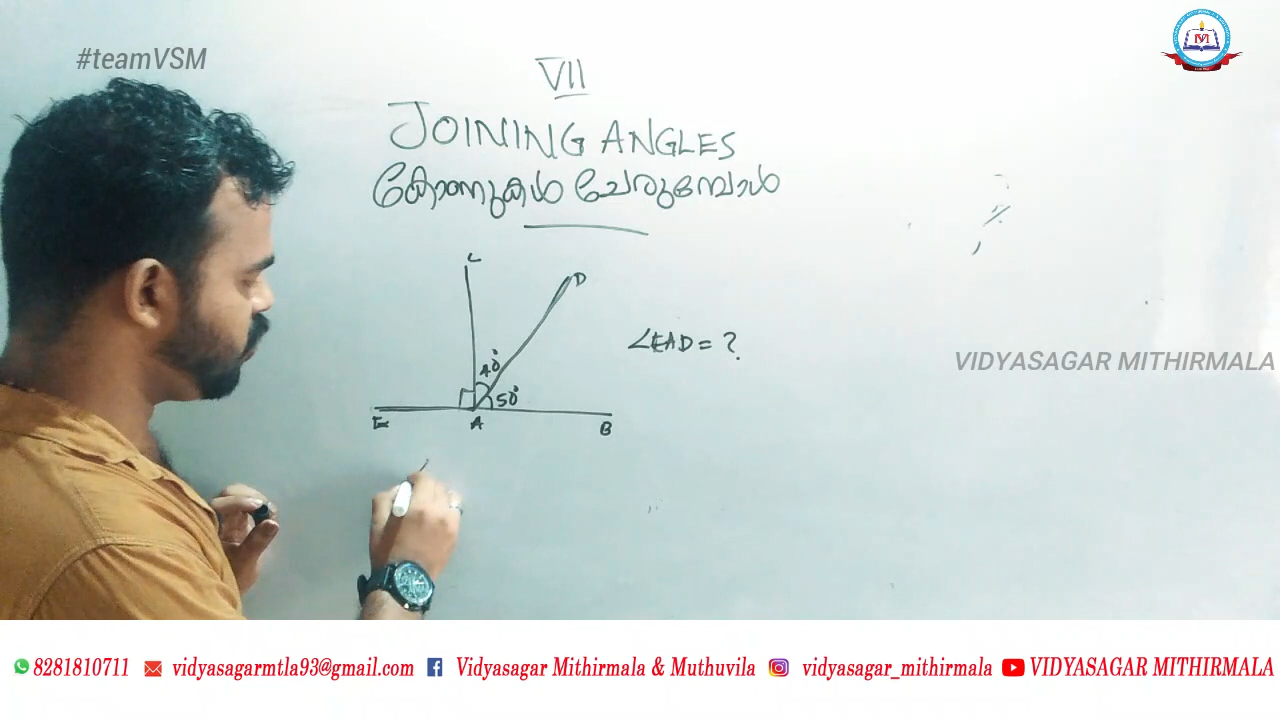 #teamVSM
VII
JOINING ANGLES
കോണുകൾ ചേരുമ്പോൾ
C
D
40°
∠EAD = ?
VIDYASAGAR MITHIRMALA
50°
E A B
8281810711 vidyasagarmtla93@gmail.com Vidyasagar Mithirmala & Muthuvila vidyasagar_mithirmala VIDYASAGAR MITHIRMALA